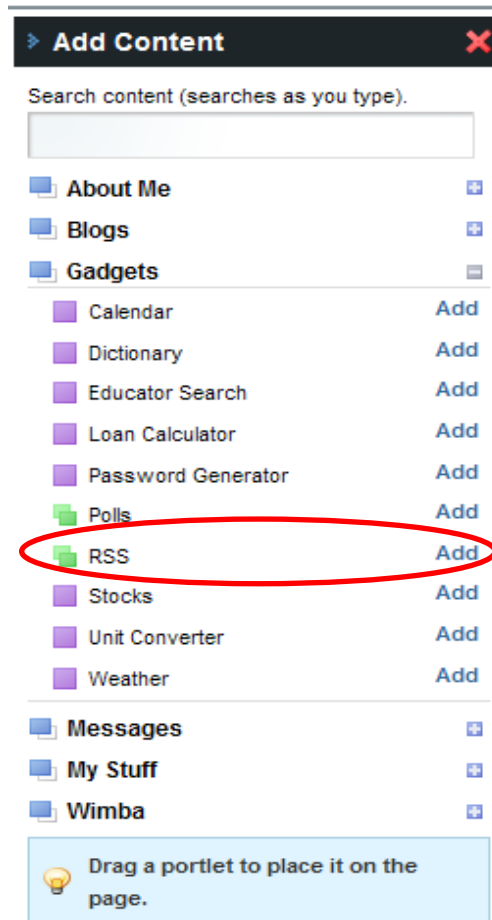 Add Content
Search content (searches as you type).
About Me
Blogs
Gadgets
Calendar Add
Dictionary Add
Educator Search Add
Loan Calculator Add
Password Generator Add
Polls Add
RSS Add
Stocks Add
Unit Converter Add
Weather Add
Messages
My Stuff
Wimba
Drag a portlet to place it on the
page.